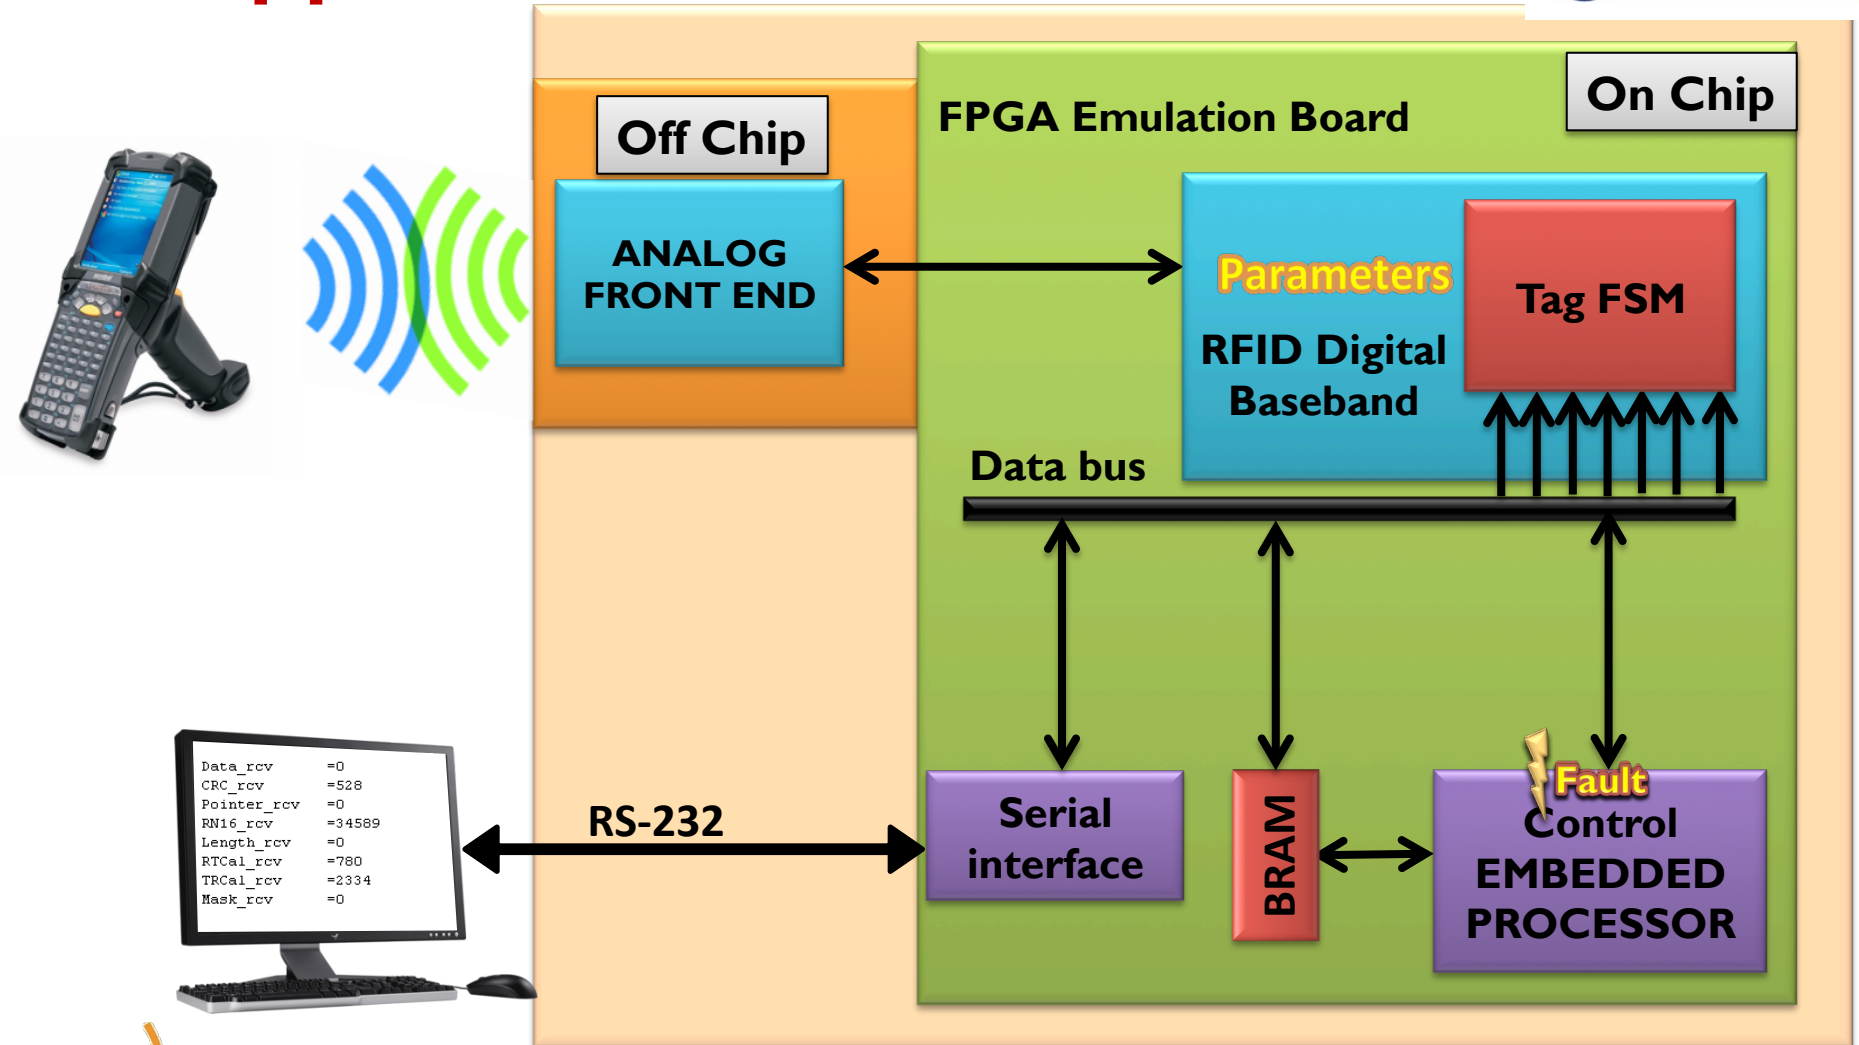 Off Chip
On Chip
FPGA Emulation Board
ANALOG
FRONT END
Parameters
RFID Digital
Baseband
Tag FSM
Data bus
Data_rcv =0
CRC_rcv =528
Pointer_rcv =0
RN16_rcv =34589
Length_rcv =0
RTCal_rcv =780
TRCal_rcv =2334
Mask_rcv =0
RS-232
Serial
interface
BRAM
Fault
Control
EMBEDDED
PROCESSOR